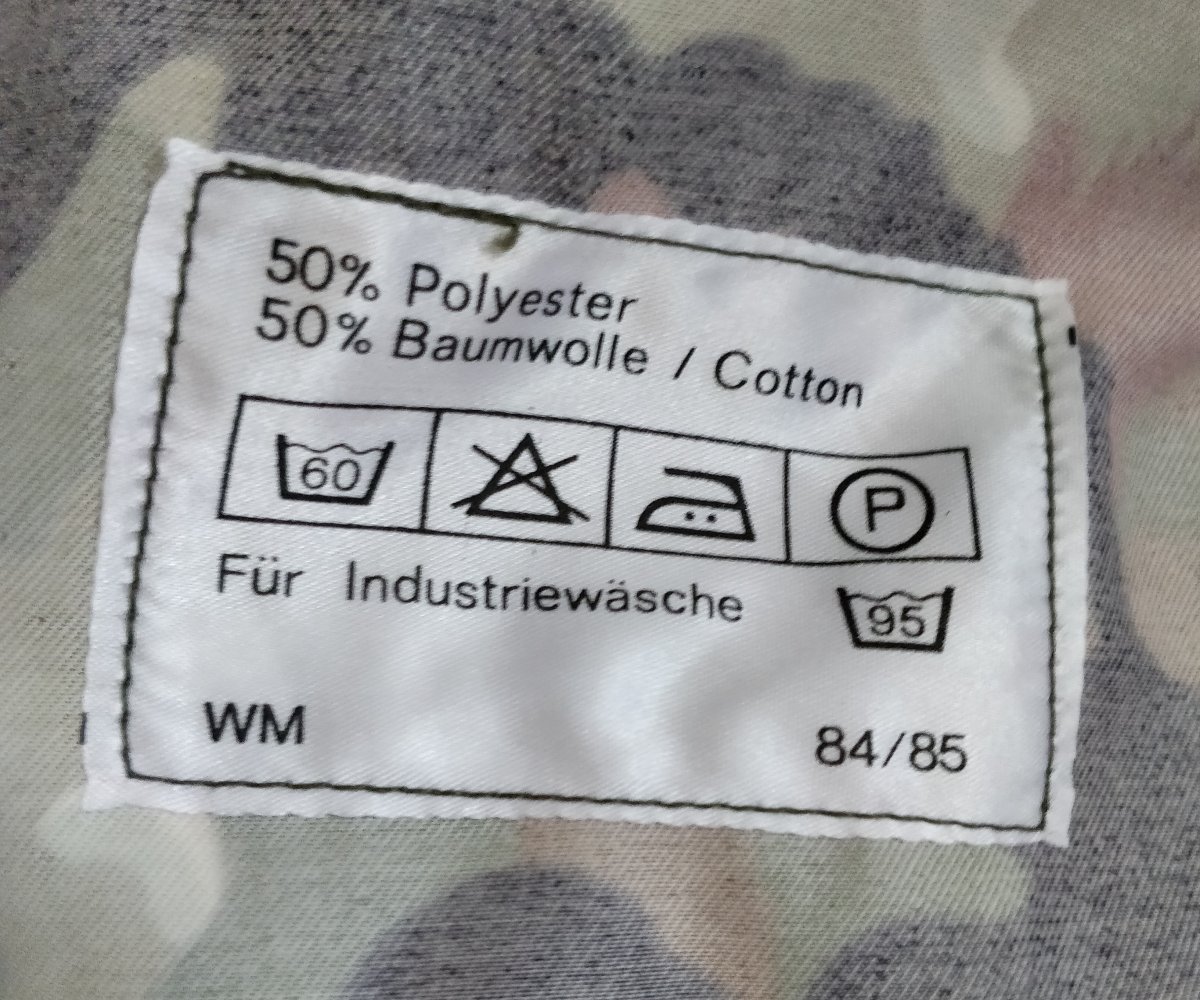 50% Polyester
50% Baumwolle / Cotton
60 P
Für Industriewäsche 95
WM 84/85